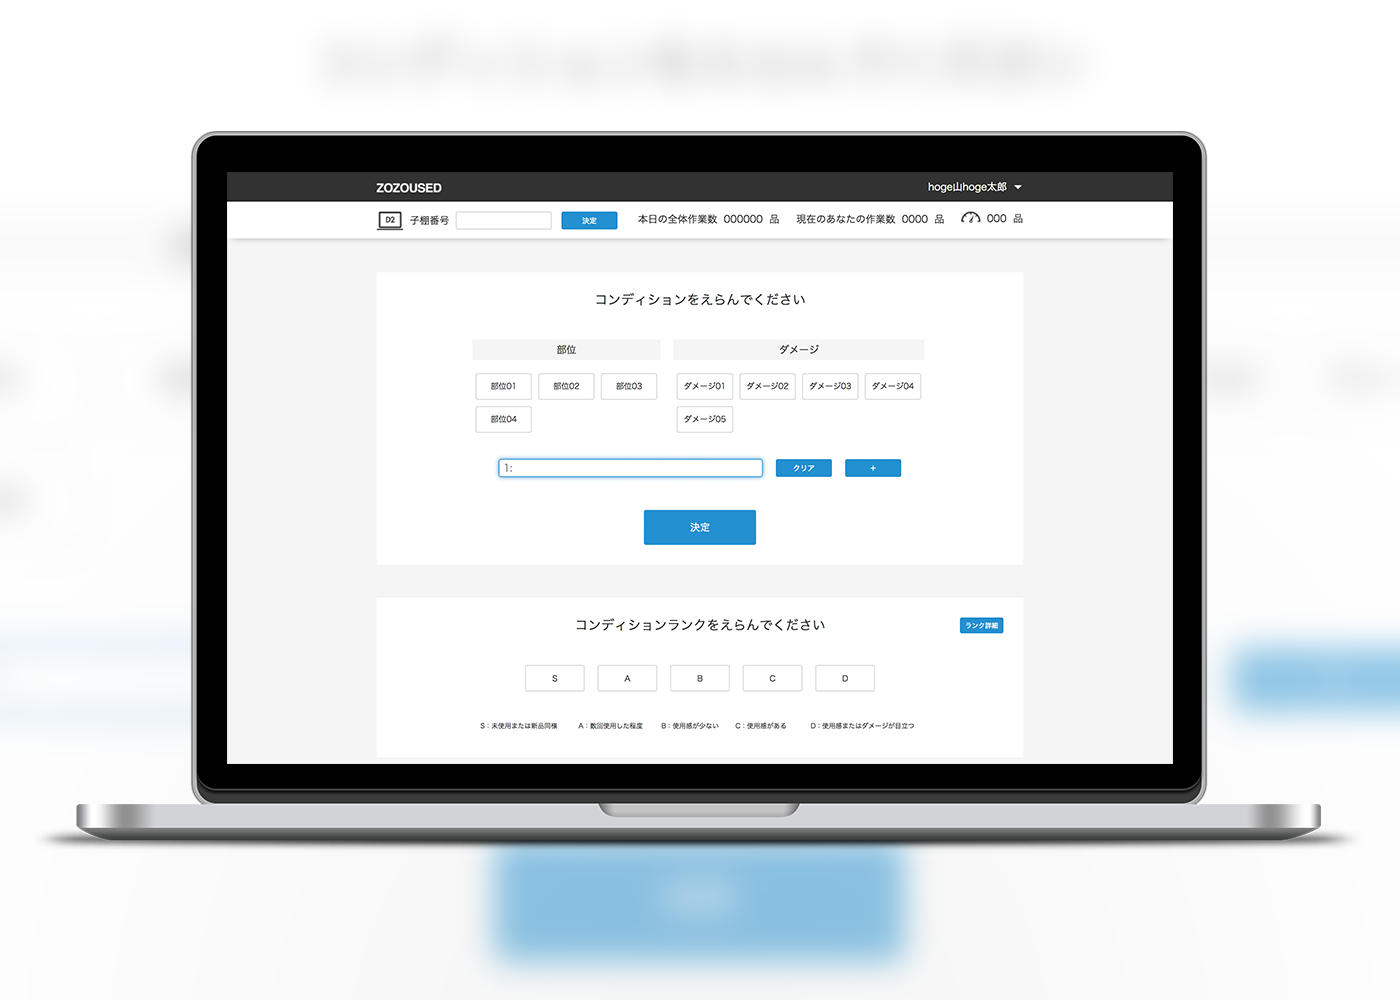 ZOZOUSED
hoge山hoge太郎
D2 子棚番号 決定 本日の全体作業数 000000 品 現在のあなたの作業数 0000 品 000 品
コンディションをえらんでください
部位 ダメージ
部位01 部位02 部位03 ダメージ01 ダメージ02 ダメージ03 ダメージ04
部位04 ダメージ05
1: クリア +
決定
コンディションランクをえらんでください
ランク詳細
S A B C D
S：未使用または新品同様 A：数回使用した程度 B：使用感が少ない C：使用感がある D：使用感またはダメージが目立つ